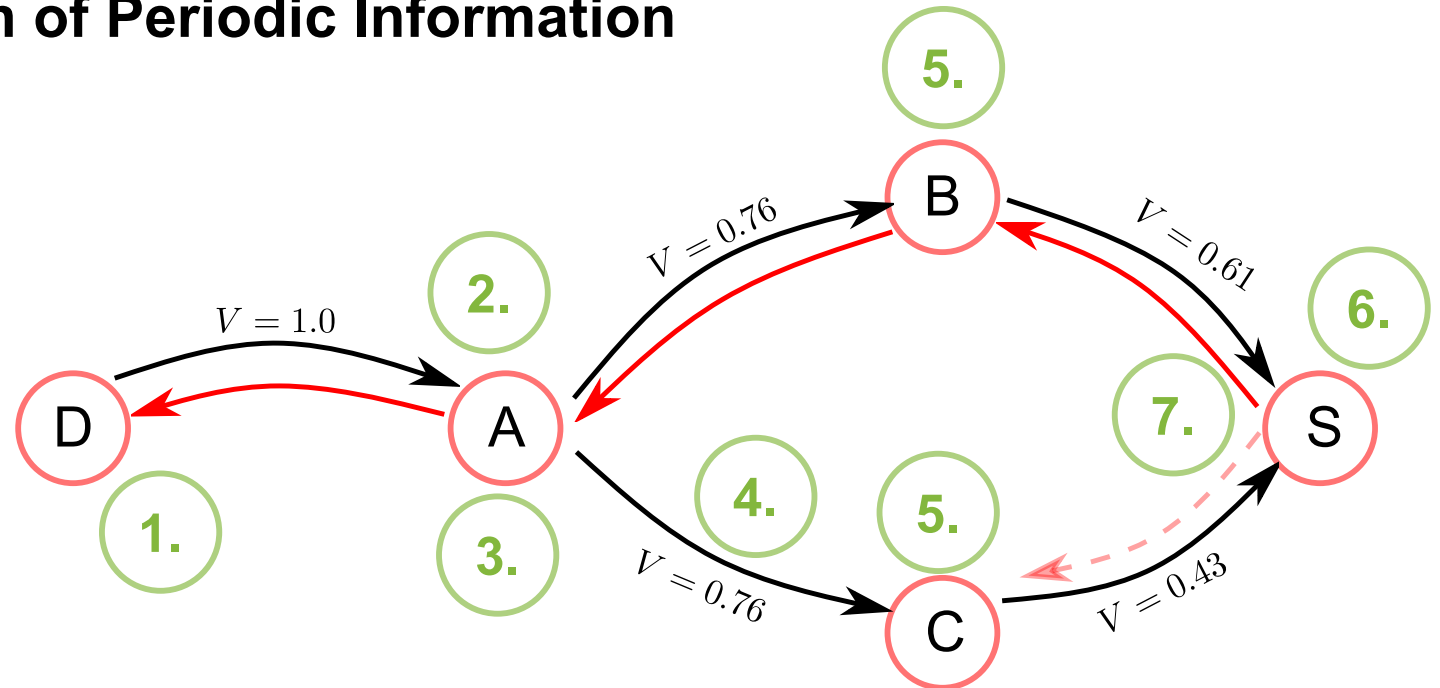 n of Periodic Information
5.
B
V = 0.76
V = 0.61
2.
6.
V = 1.0
D
A
7.
S
4.
5.
1.
3.
V = 0.76
V = 0.43
C